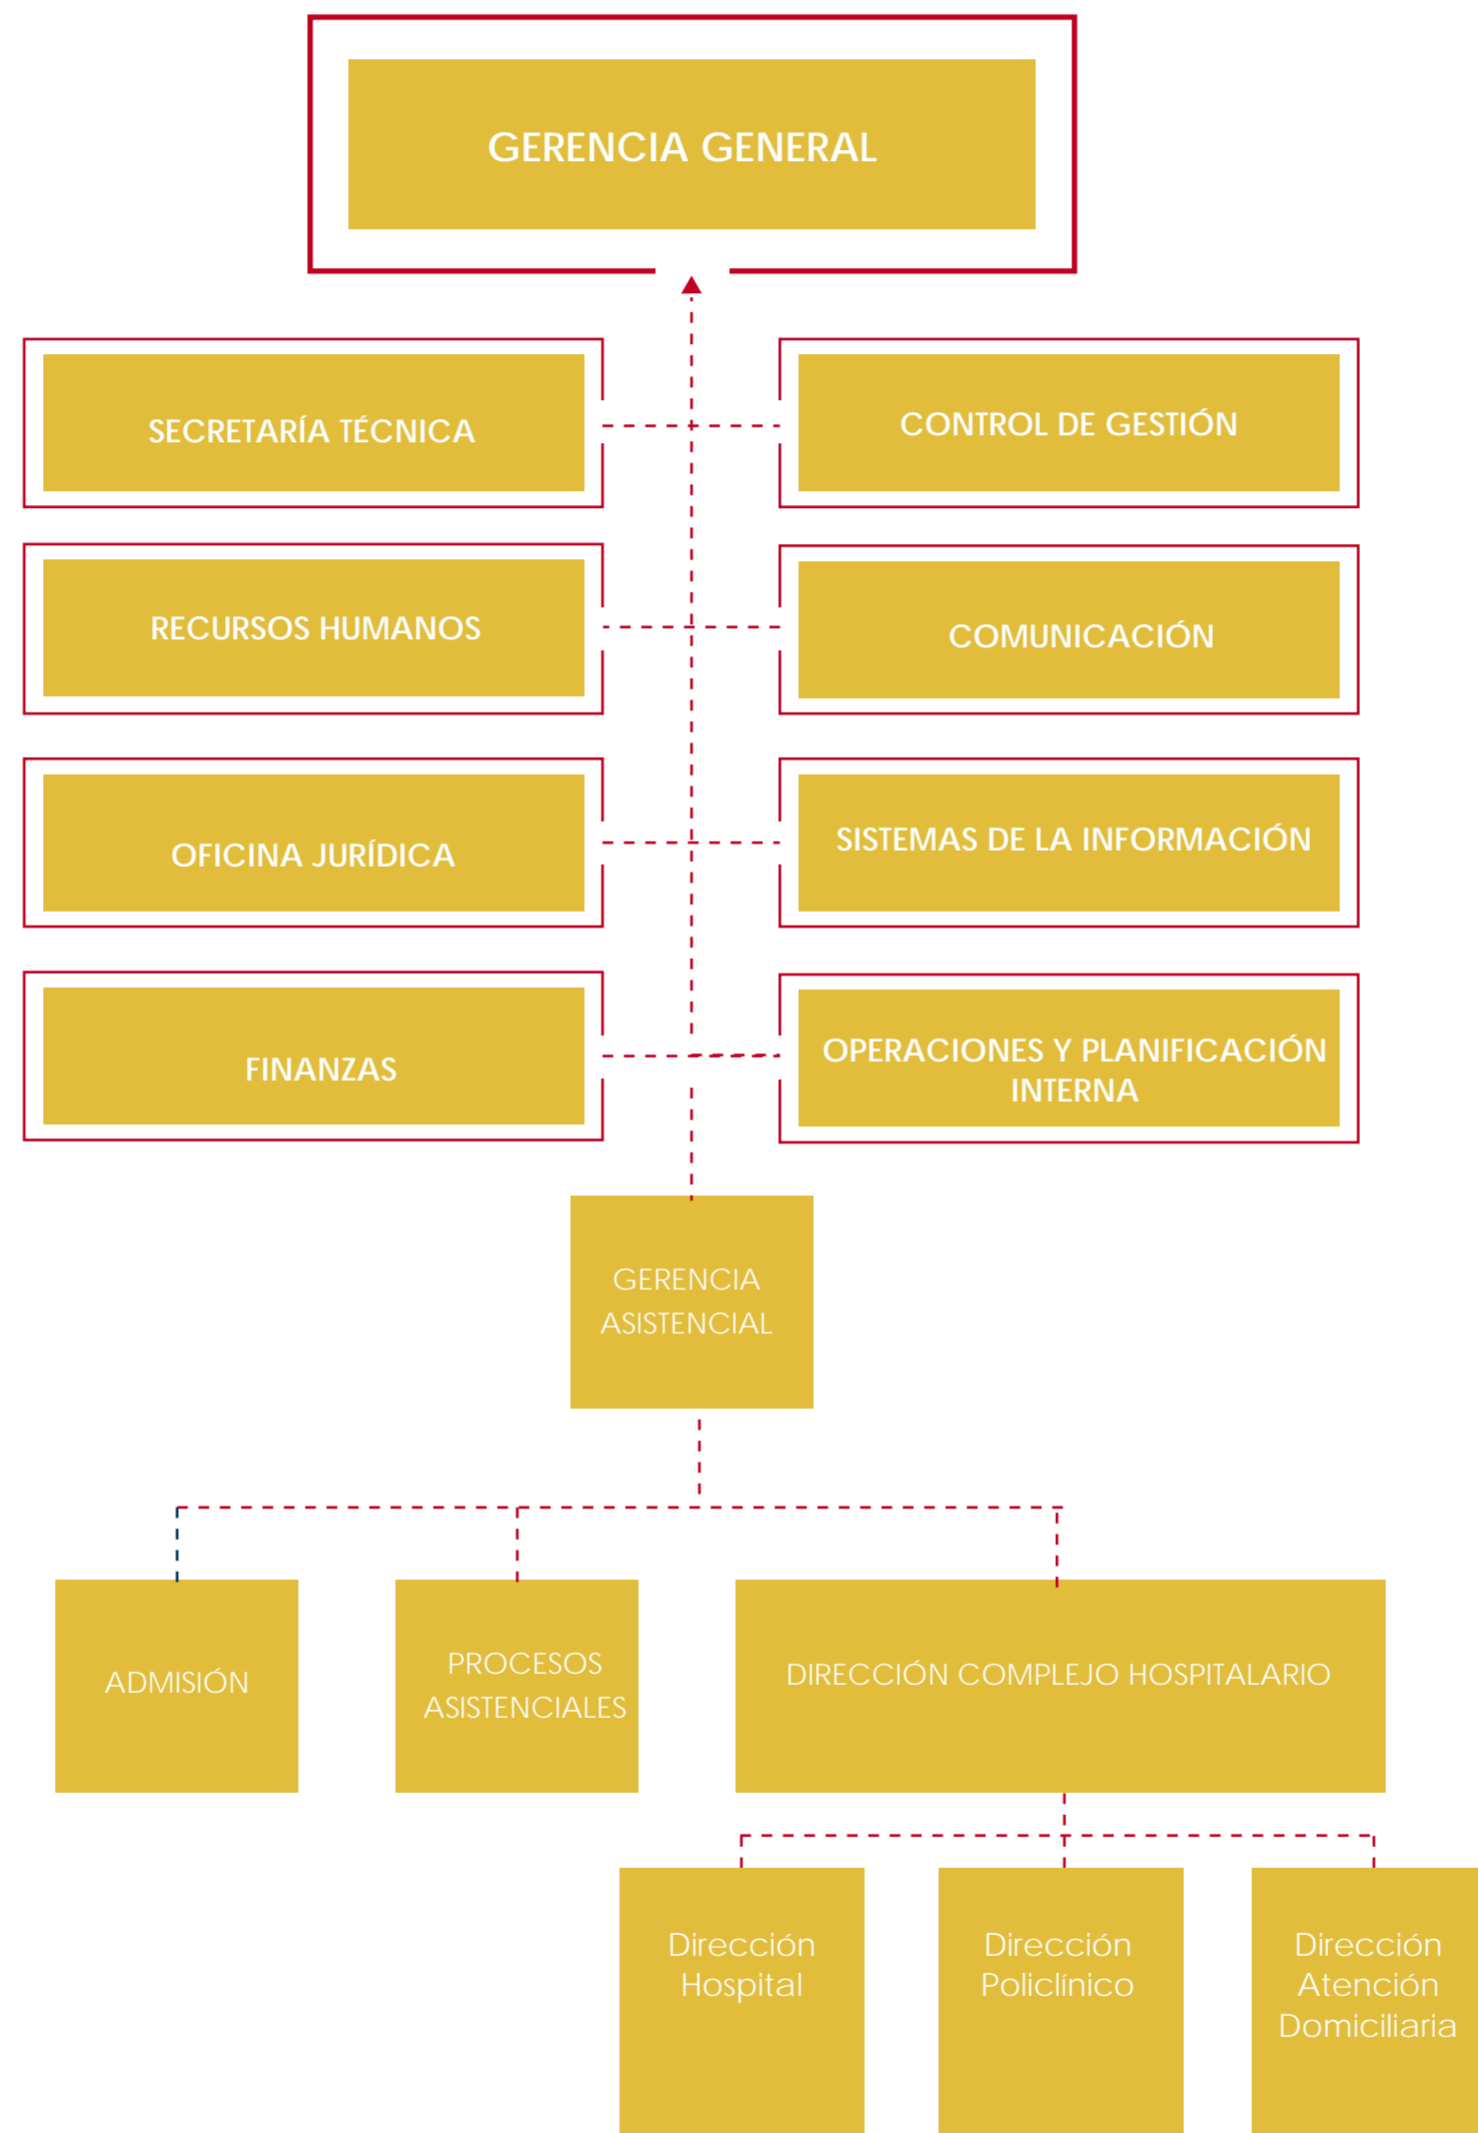 GERENCIA GENERAL
SECRETARÍA TÉCNICA
CONTROL DE GESTIÓN
RECURSOS HUMANOS
COMUNICACIÓN
OFICINA JURÍDICA
SISTEMAS DE LA INFORMACIÓN
FINANZAS
OPERACIONES Y PLANIFICACIÓN
INTERNA
GERENCIA
ASISTENCIAL
ADMISIÓN
PROCESOS
ASISTENCIALES
DIRECCIÓN COMPLEJO HOSPITALARIO
Dirección
Hospital
Dirección
Policlínico
Dirección
Atención
Domiciliaria